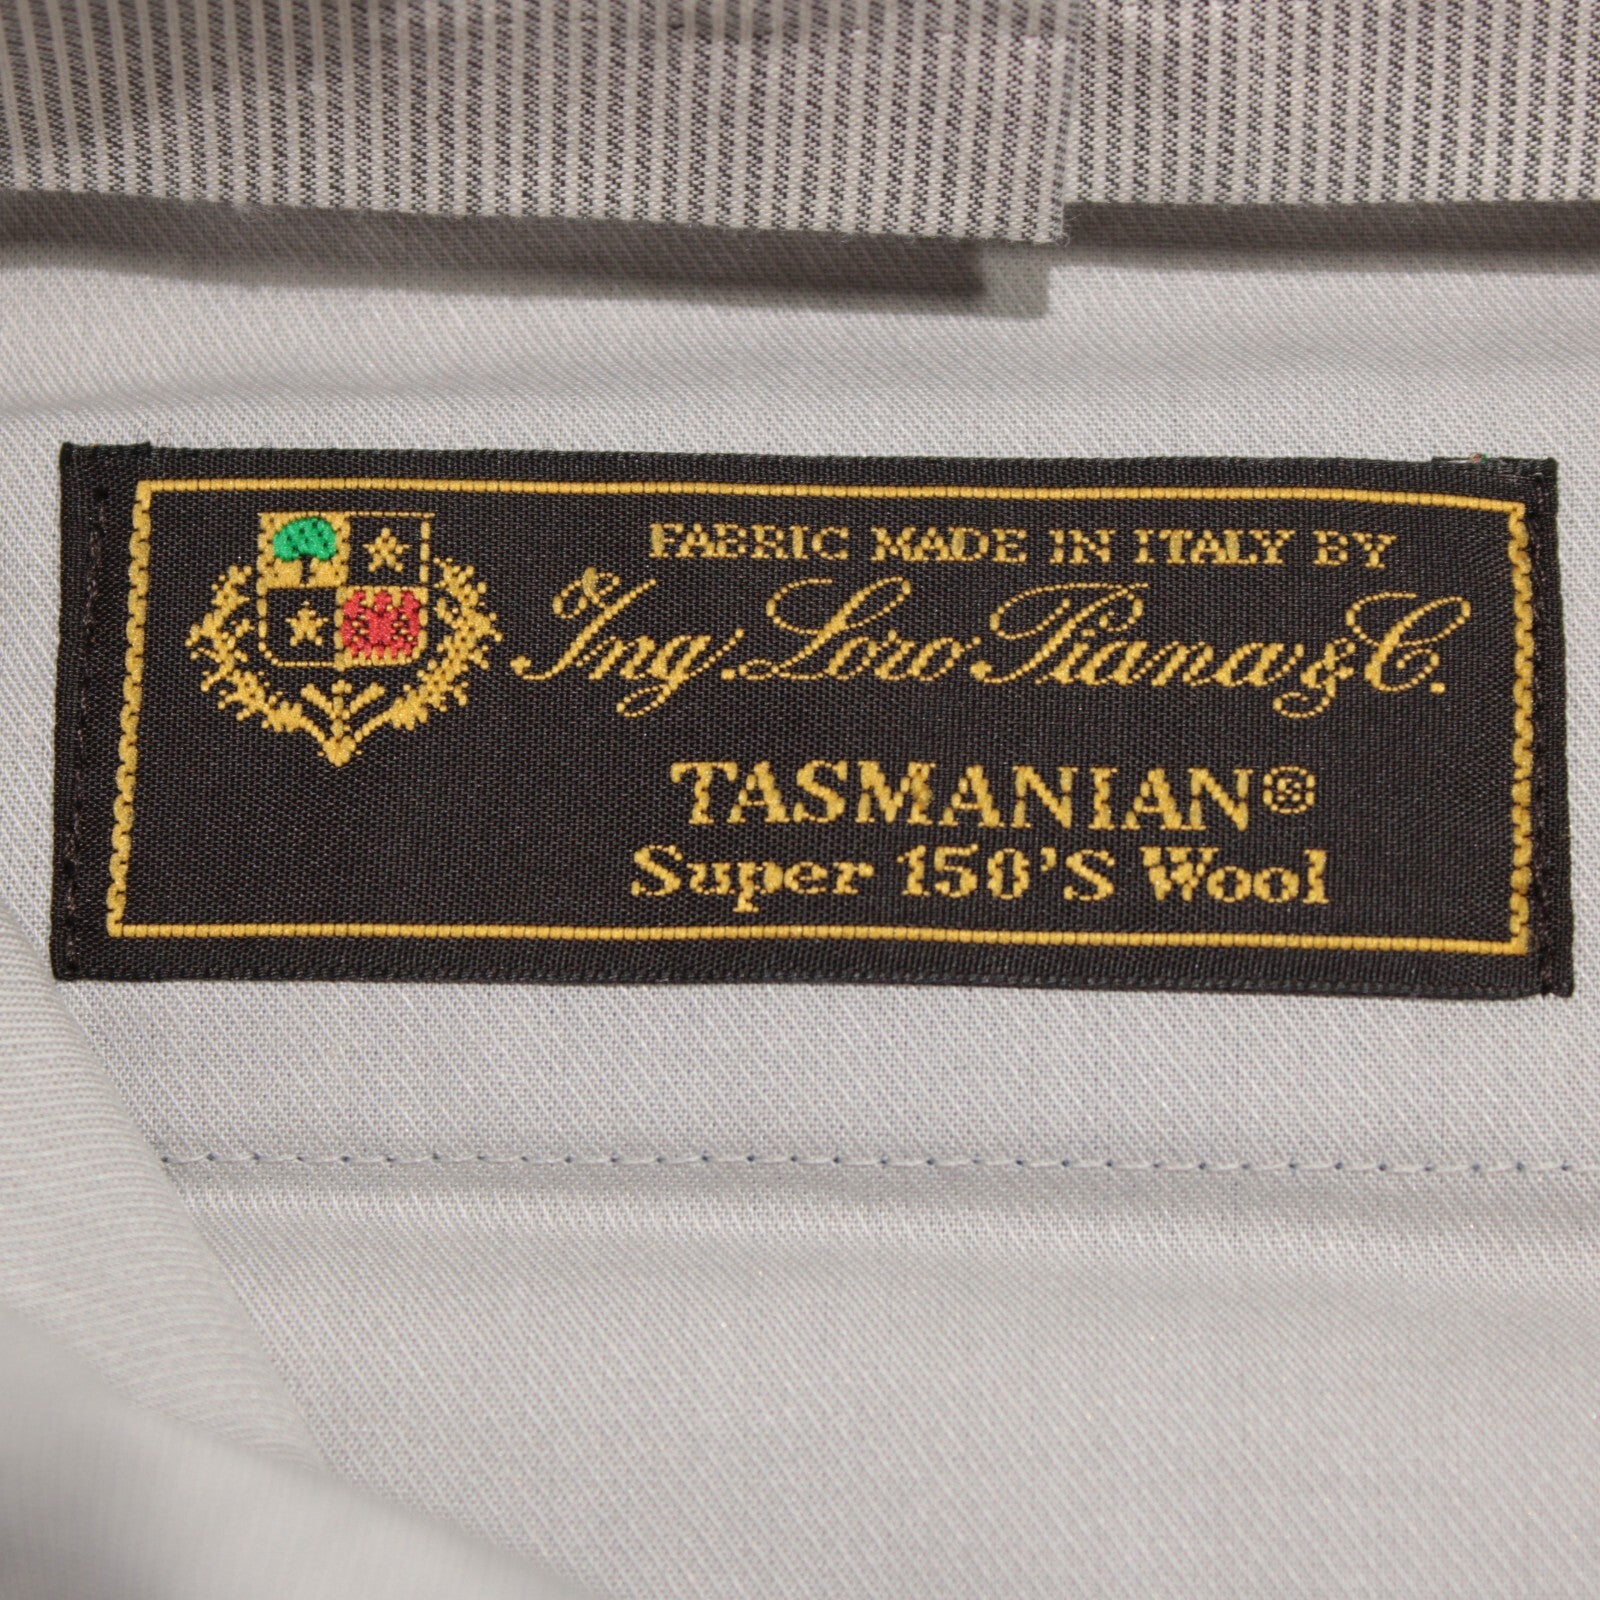 FABRIC MADE IN ITALY BY
Ing. Loro Piana & C.
TASMANIAN®
Super 150'S Wool